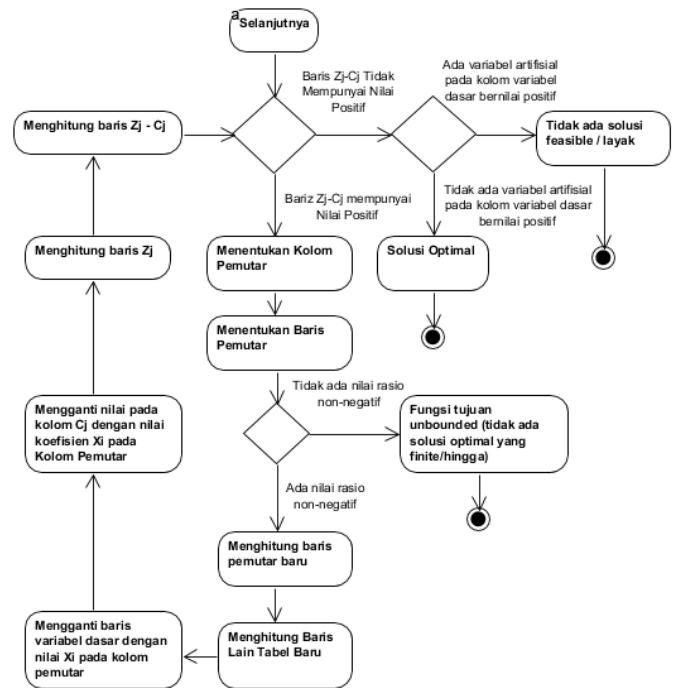 a
Selanjutnya
Baris Zj-Cj Tidak
Mempunyai Nilai
Positif
Ada variabel artifisial
pada kolom variabel
dasar bernilai positif
Menghitung baris Zj - Cj
Tidak ada solusi
feasible / layak
Bariz Zj-Cj mempunyai
Nilai Positif
Tidak ada variabel artifisial
pada kolom variabel dasar
bernilai positif
Menghitung baris Zj
Menentukan Kolom
Pemutar
Solusi Optimal
Menentukan Baris
Pemutar
Tidak ada nilai rasio
non-negatif
Mengganti nilai pada
kolom Cj dengan nilai
koefisien Xi pada
Kolom Pemutar
Fungsi tujuan
unbounded (tidak ada
solusi optimal yang
finite/hingga)
Ada nilai rasio
non-negatif
Menghitung baris
pemutar baru
Mengganti baris
variabel dasar dengan
nilai Xi pada kolom
pemutar
Menghitung Baris
Lain Tabel Baru